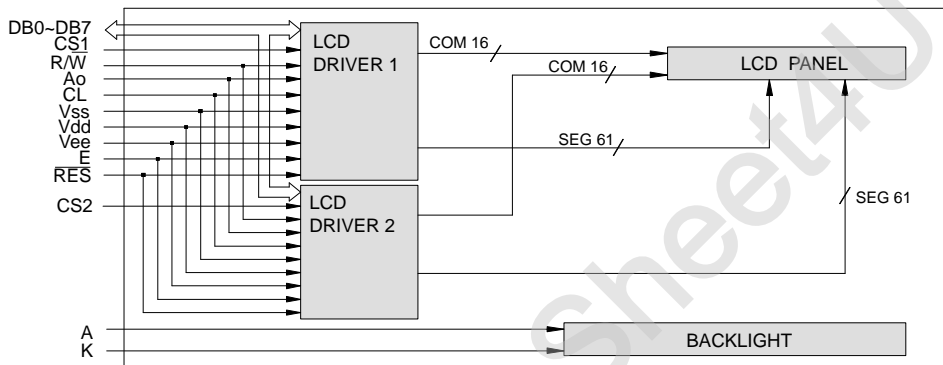 DB0~DB7
CS1
R/W
Ao
CL
Vss
Vdd
Vee
E
RES
CS2
A
K
LCD
DRIVER 1
LCD
DRIVER 2
COM 16
COM 16
SEG 61
SEG 61
LCD PANEL
BACKLIGHT
Sheet4U